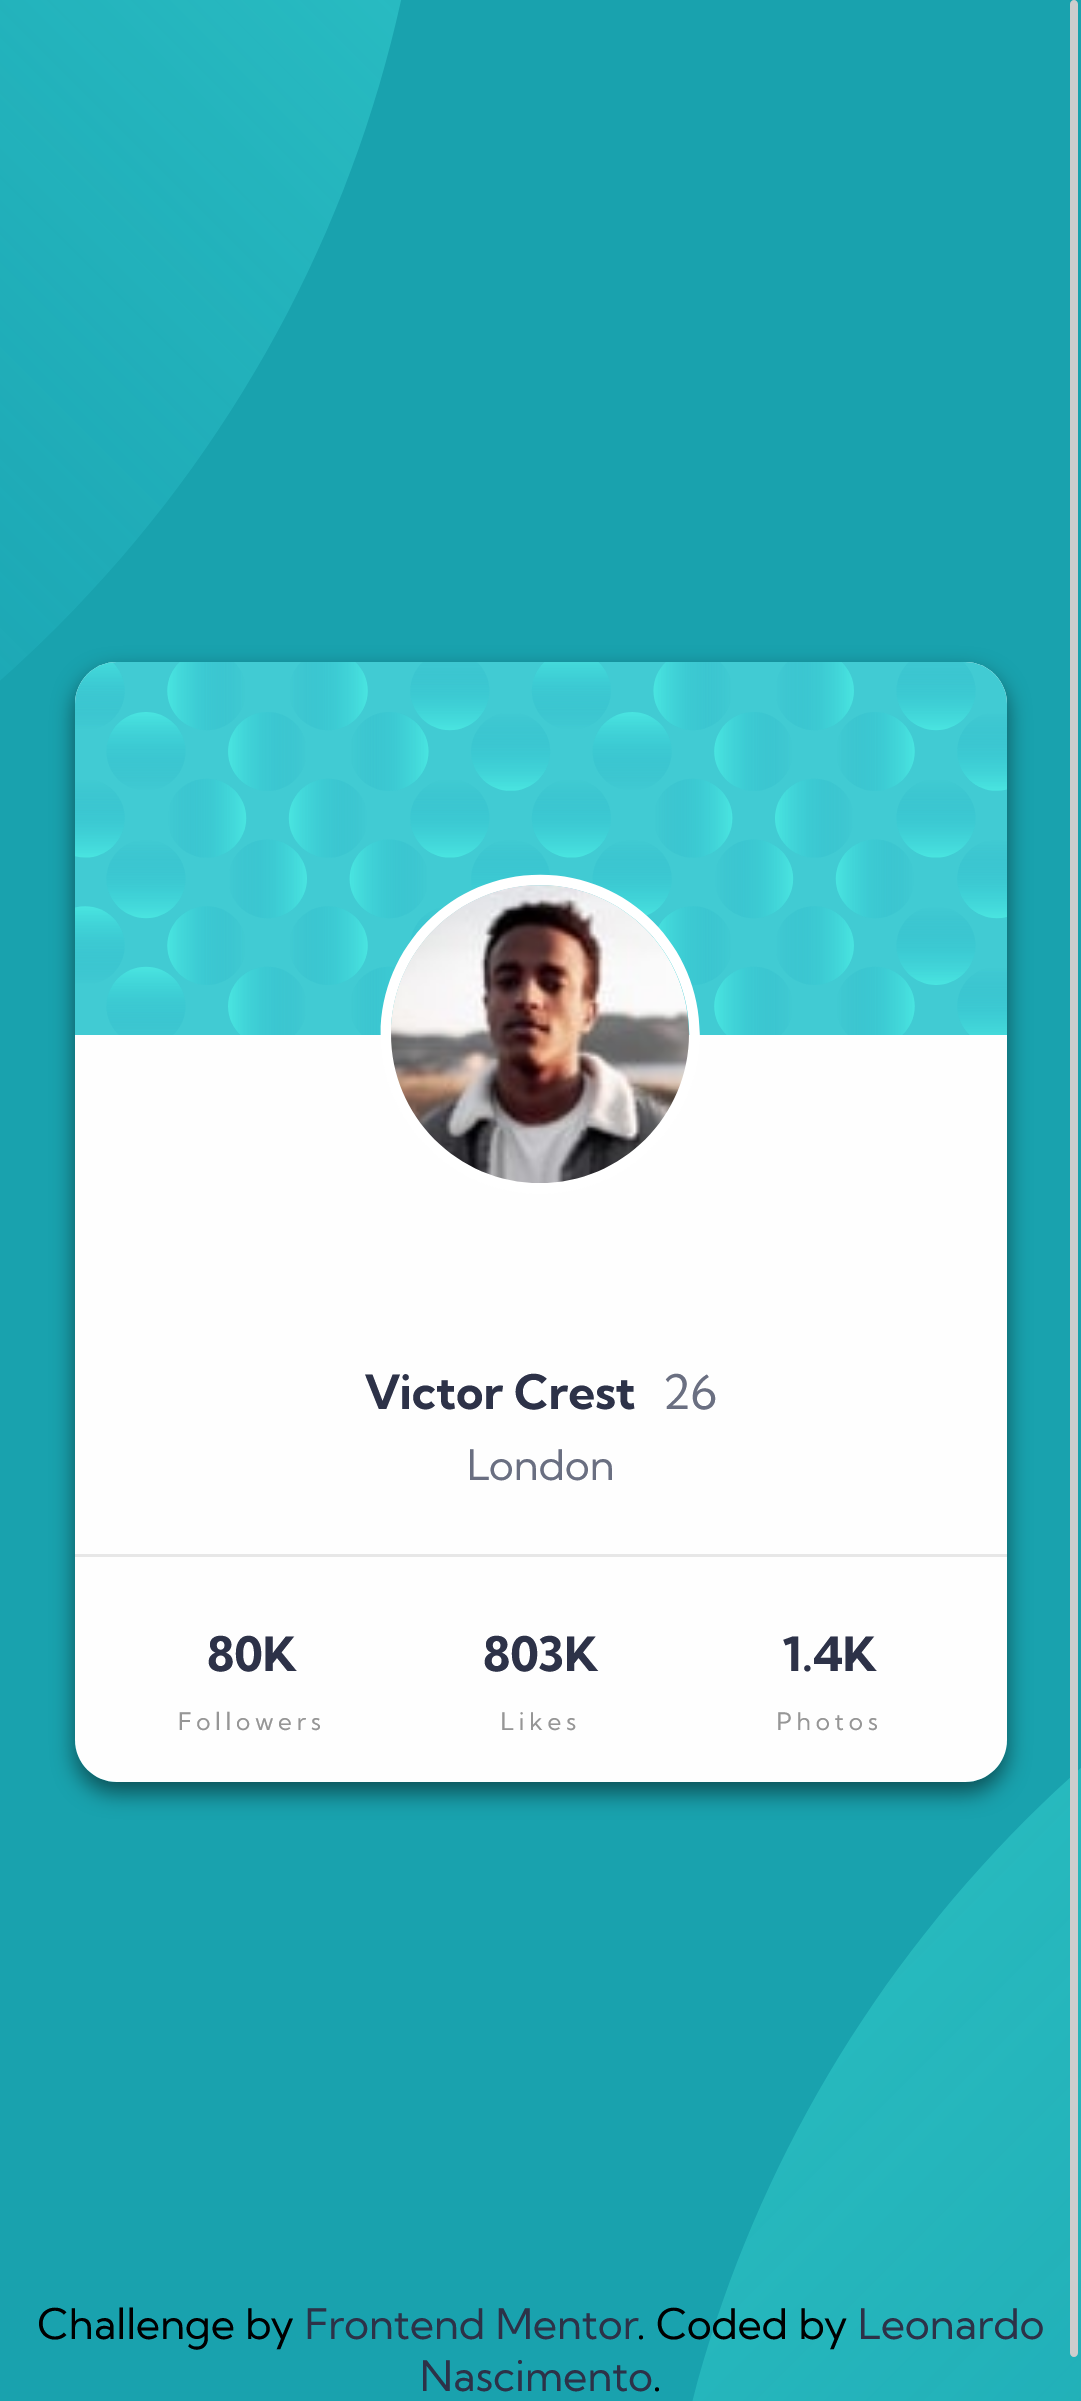 Victor Crest 26
London
80K 803K 1.4K
Followers Likes Photos
Challenge by Frontend Mentor. Coded by Leonardo
Nascimento.